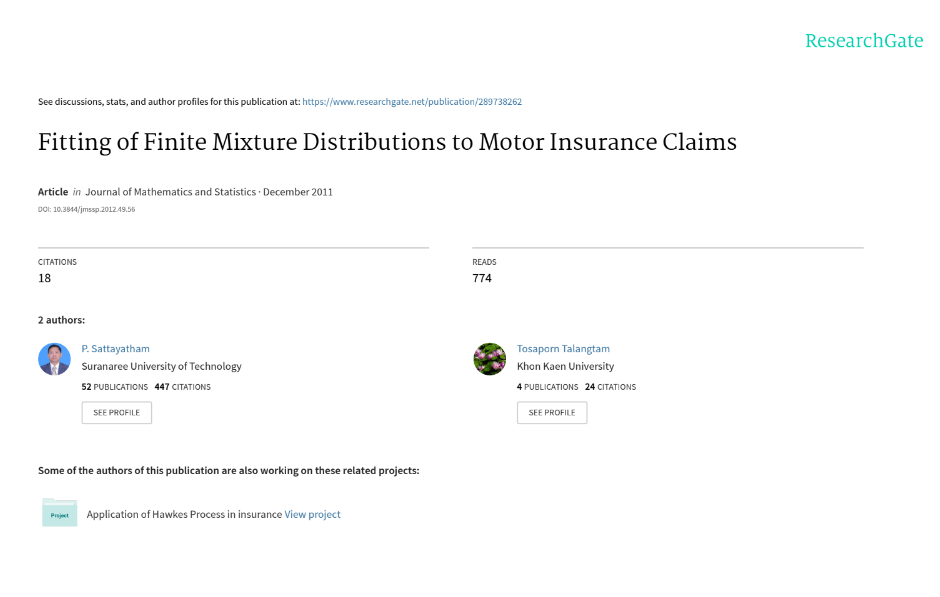 ResearchGate
See discussions, stats, and author profiles for this publication at: https://www.researchgate.net/publication/289738262
Fitting of Finite Mixture Distributions to Motor Insurance Claims
Article in Journal of Mathematics and Statistics · December 2011
DOI: 10.3844/jmssp.2012.49.56
CITATIONS
18
READS
774
2 authors:
P. Sattayatham
Suranaree University of Technology
52 PUBLICATIONS 447 CITATIONS
SEE PROFILE
Tosaporn Talangtam
Khon Kaen University
4 PUBLICATIONS 24 CITATIONS
SEE PROFILE
Some of the authors of this publication are also working on these related projects:
Project
Application of Hawkes Process in insurance View project